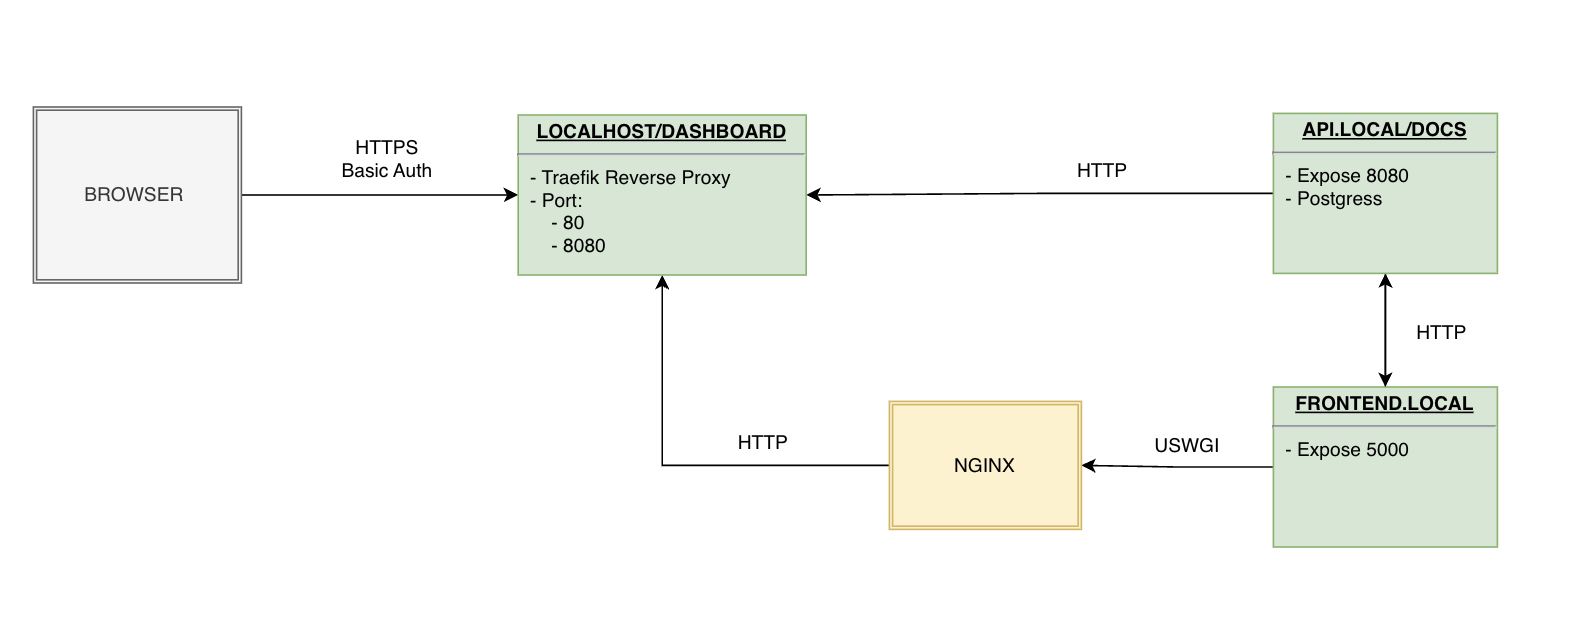 BROWSER
HTTPS
Basic Auth
LOCALHOST/DASHBOARD
- Traefik Reverse Proxy
- Port:
- 80
- 8080
HTTP
API.LOCAL/DOCS
- Expose 8080
- Postgress
HTTP
FRONTEND.LOCAL
- Expose 5000
USWGI
NGINX
HTTP